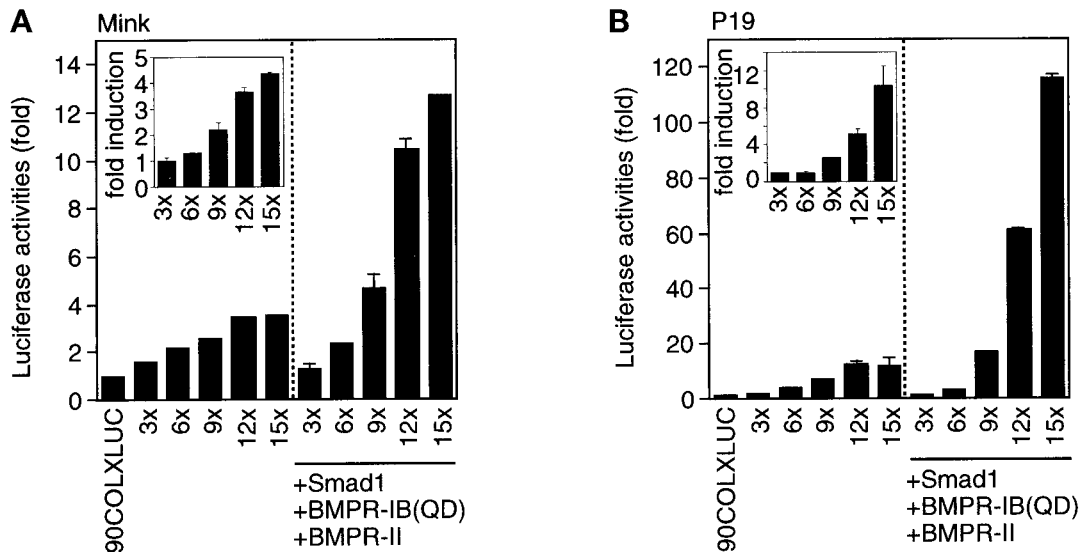 A
Mink
Luciferase activities (fold)
14
12
10
8
6
4
2
0
fold induction
5
4
3
2
1
0
3x
6x
9x
12x
15x
90COLXLUC
3x
6x
9x
12x
15x
3x
6x
9x
12x
15x
+Smad1
+BMPR-IB(QD)
+BMPR-II
B
P19
Luciferase activities (fold)
120
100
80
60
40
20
0
fold induction
12
8
4
0
3x
6x
9x
12x
15x
90COLXLUC
3x
6x
9x
12x
15x
3x
6x
9x
12x
15x
+Smad1
+BMPR-IB(QD)
+BMPR-II